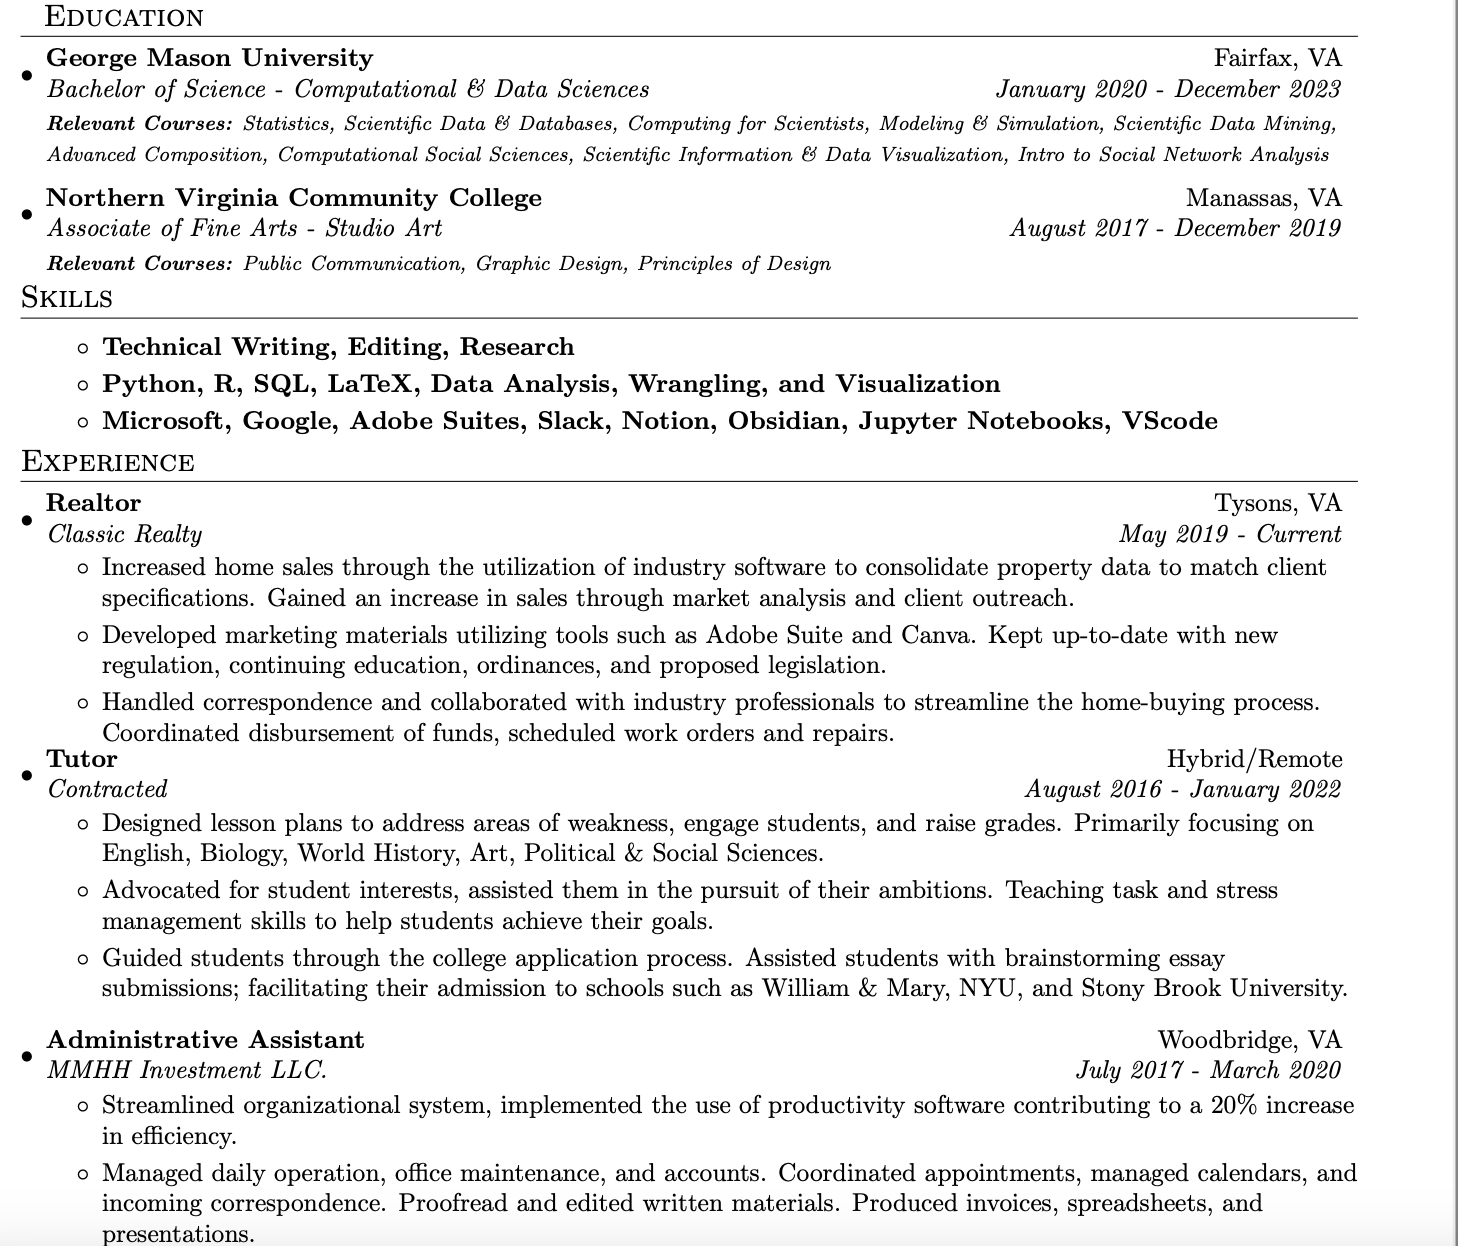 EDUCATION
George Mason University Fairfax, VA
Bachelor of Science - Computational & Data Sciences January 2020 - December 2023
Relevant Courses: Statistics, Scientific Data & Databases, Computing for Scientists, Modeling & Simulation, Scientific Data Mining,
Advanced Composition, Computational Social Sciences, Scientific Information & Data Visualization, Intro to Social Network Analysis
Northern Virginia Community College Manassas, VA
Associate of Fine Arts - Studio Art August 2017 - December 2019
Relevant Courses: Public Communication, Graphic Design, Principles of Design
SKILLS
Technical Writing, Editing, Research
Python, R, SQL, LaTeX, Data Analysis, Wrangling, and Visualization
Microsoft, Google, Adobe Suites, Slack, Notion, Obsidian, Jupyter Notebooks, VScode
EXPERIENCE
Realtor Tysons, VA
Classic Realty May 2019 - Current
Increased home sales through the utilization of industry software to consolidate property data to match client
specifications. Gained an increase in sales through market analysis and client outreach.
Developed marketing materials utilizing tools such as Adobe Suite and Canva. Kept up-to-date with new
regulation, continuing education, ordinances, and proposed legislation.
Handled correspondence and collaborated with industry professionals to streamline the home-buying process.
Coordinated disbursement of funds, scheduled work orders and repairs.
Tutor Hybrid/Remote
Contracted August 2016 - January 2022
Designed lesson plans to address areas of weakness, engage students, and raise grades. Primarily focusing on
English, Biology, World History, Art, Political & Social Sciences.
Advocated for student interests, assisted them in the pursuit of their ambitions. Teaching task and stress
management skills to help students achieve their goals.
Guided students through the college application process. Assisted students with brainstorming essay
submissions; facilitating their admission to schools such as William & Mary, NYU, and Stony Brook University.
Administrative Assistant Woodbridge, VA
MMHH Investment LLC. July 2017 - March 2020
Streamlined organizational system, implemented the use of productivity software contributing to a 20% increase
in efficiency.
Managed daily operation, office maintenance, and accounts. Coordinated appointments, managed calendars, and
incoming correspondence. Proofread and edited written materials. Produced invoices, spreadsheets, and
presentations.